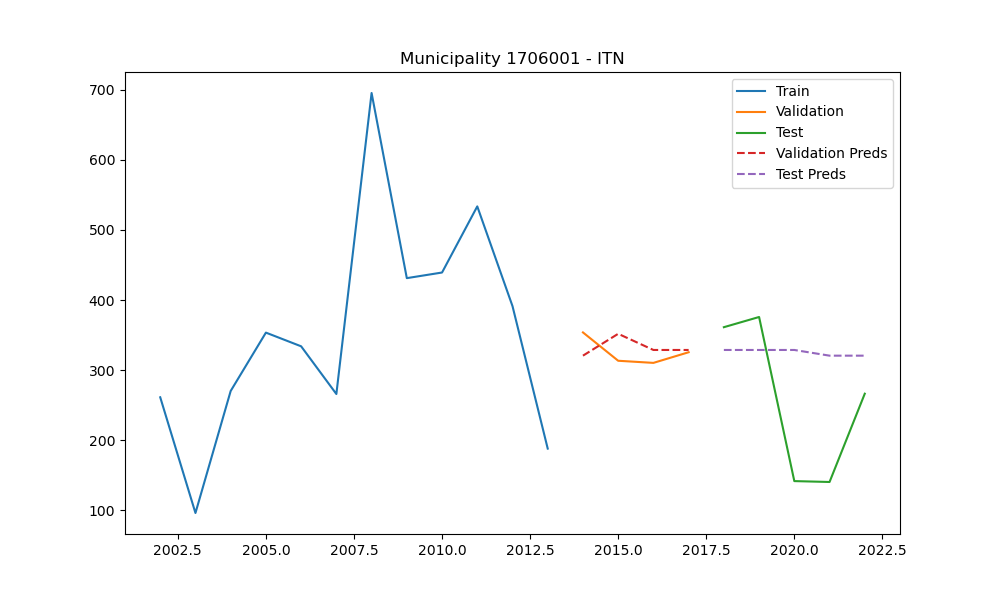 Municipality 1706001 - ITN
700
600
500
400
300
200
100
2002.5 2005.0 2007.5 2010.0 2012.5 2015.0 2017.5 2020.0 2022.5
Train
Validation
Test
Validation Preds
Test Preds